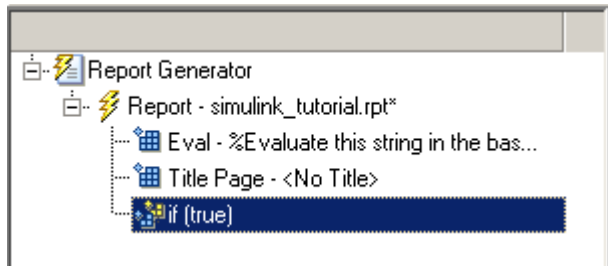 Report Generator
Report - simulink_tutorial.rpt*
Eval - %Evaluate this string in the bas...
Title Page - <No Title>
if (true)